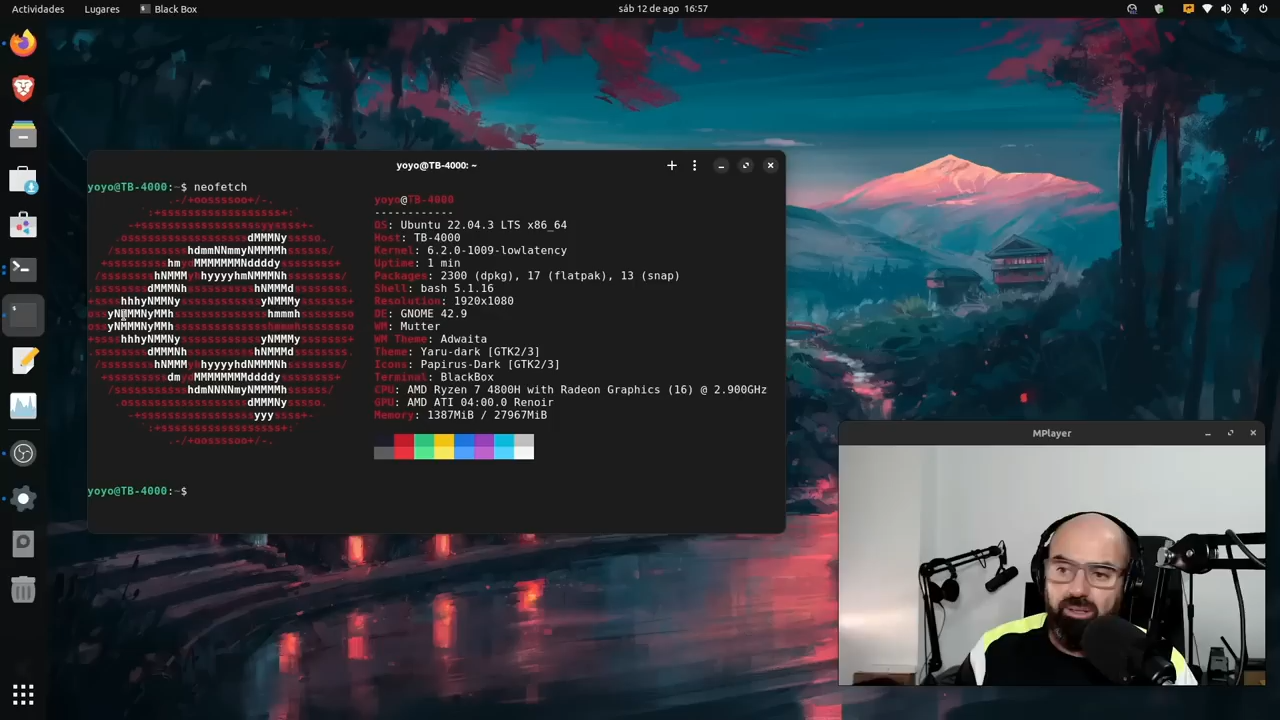 Actividades Lugares Black Box sáb 12 de ago 16:57
yoyo@TB-4000: ~
yoyo@TB-4000:~$ neofetch
yoyo@TB-4000
------------
OS: Ubuntu 22.04.3 LTS x86_64
Host: TB-4000
Kernel: 6.2.0-1009-lowlatency
Uptime: 1 min
Packages: 2300 (dpkg), 17 (flatpak), 13 (snap)
Shell: bash 5.1.16
Resolution: 1920x1080
DE: GNOME 42.9
WM: Mutter
WM Theme: Adwaita
Theme: Yaru-dark [GTK2/3]
Icons: Papirus-Dark [GTK2/3]
Terminal: BlackBox
CPU: AMD Ryzen 7 4800H with Radeon Graphics (16) @ 2.900GHz
GPU: AMD ATI 04:00.0 Renoir
Memory: 1387MiB / 27967MiB
yoyo@TB-4000:~$
MPlayer